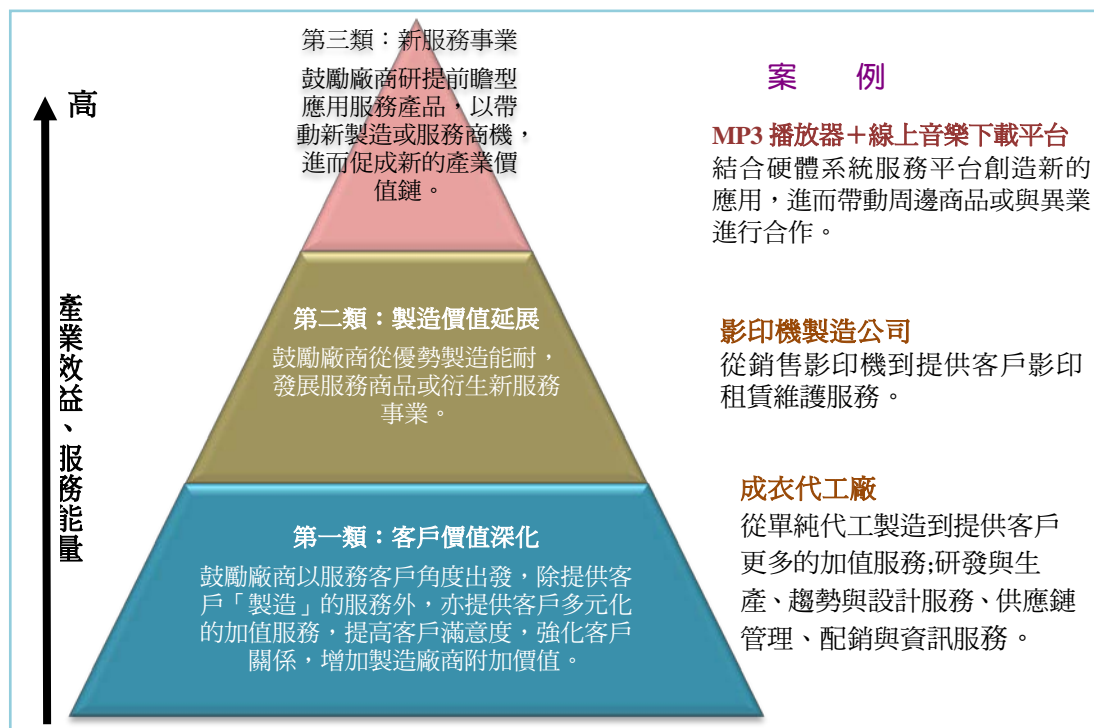 第三類：新服務事業
鼓勵廠商研提前瞻型
應用服務產品，以帶
動新製造或服務商機，
進而促成新的產業價
值鏈。
案 例
高
MP3 播放器＋線上音樂下載平台
結合硬體系統服務平台創造新的
應用，進而帶動周邊商品或與異業
進行合作。
產業效益、服務能量
第二類：製造價值延展
鼓勵廠商從優勢製造能耐，
發展服務商品或衍生新服務
事業。
影印機製造公司
從銷售影印機到提供客戶影印
租賃維護服務。
第一類：客戶價值深化
鼓勵廠商以服務客戶角度出發，除提供客
戶「製造」的服務外，亦提供客戶多元化
的加值服務，提高客戶滿意度，強化客戶
關係，增加製造廠商附加價值。
成衣代工廠
從單純代工製造到提供客戶
更多的加值服務;研發與生
產、趨勢與設計服務、供應鏈
管理、配銷與資訊服務。